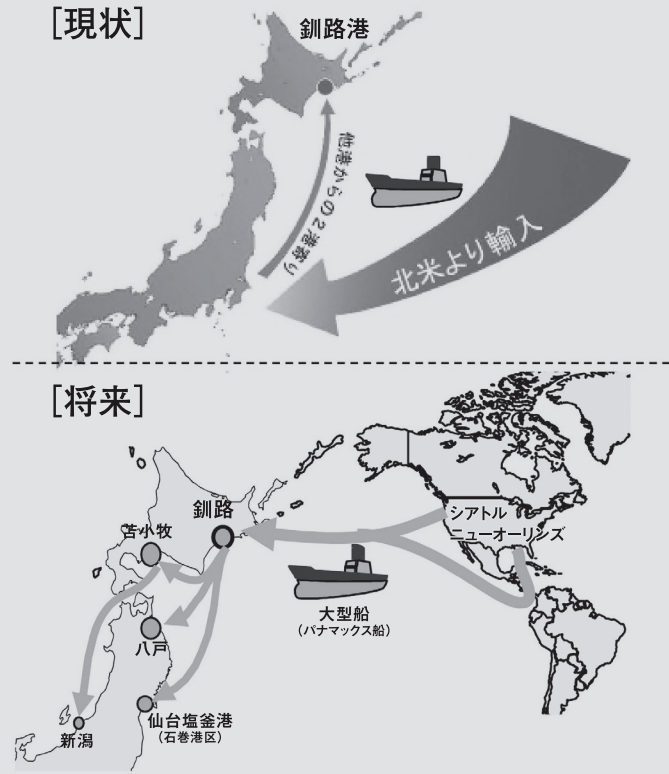 [現状]
釧路港
他港からの2港寄り
北米より輸入
[将来]
釧路
苫小牧
シアトル
ニューオーリンズ
大型船
(パナマックス船)
八戸
仙台塩釜港
(石巻港区)
新潟